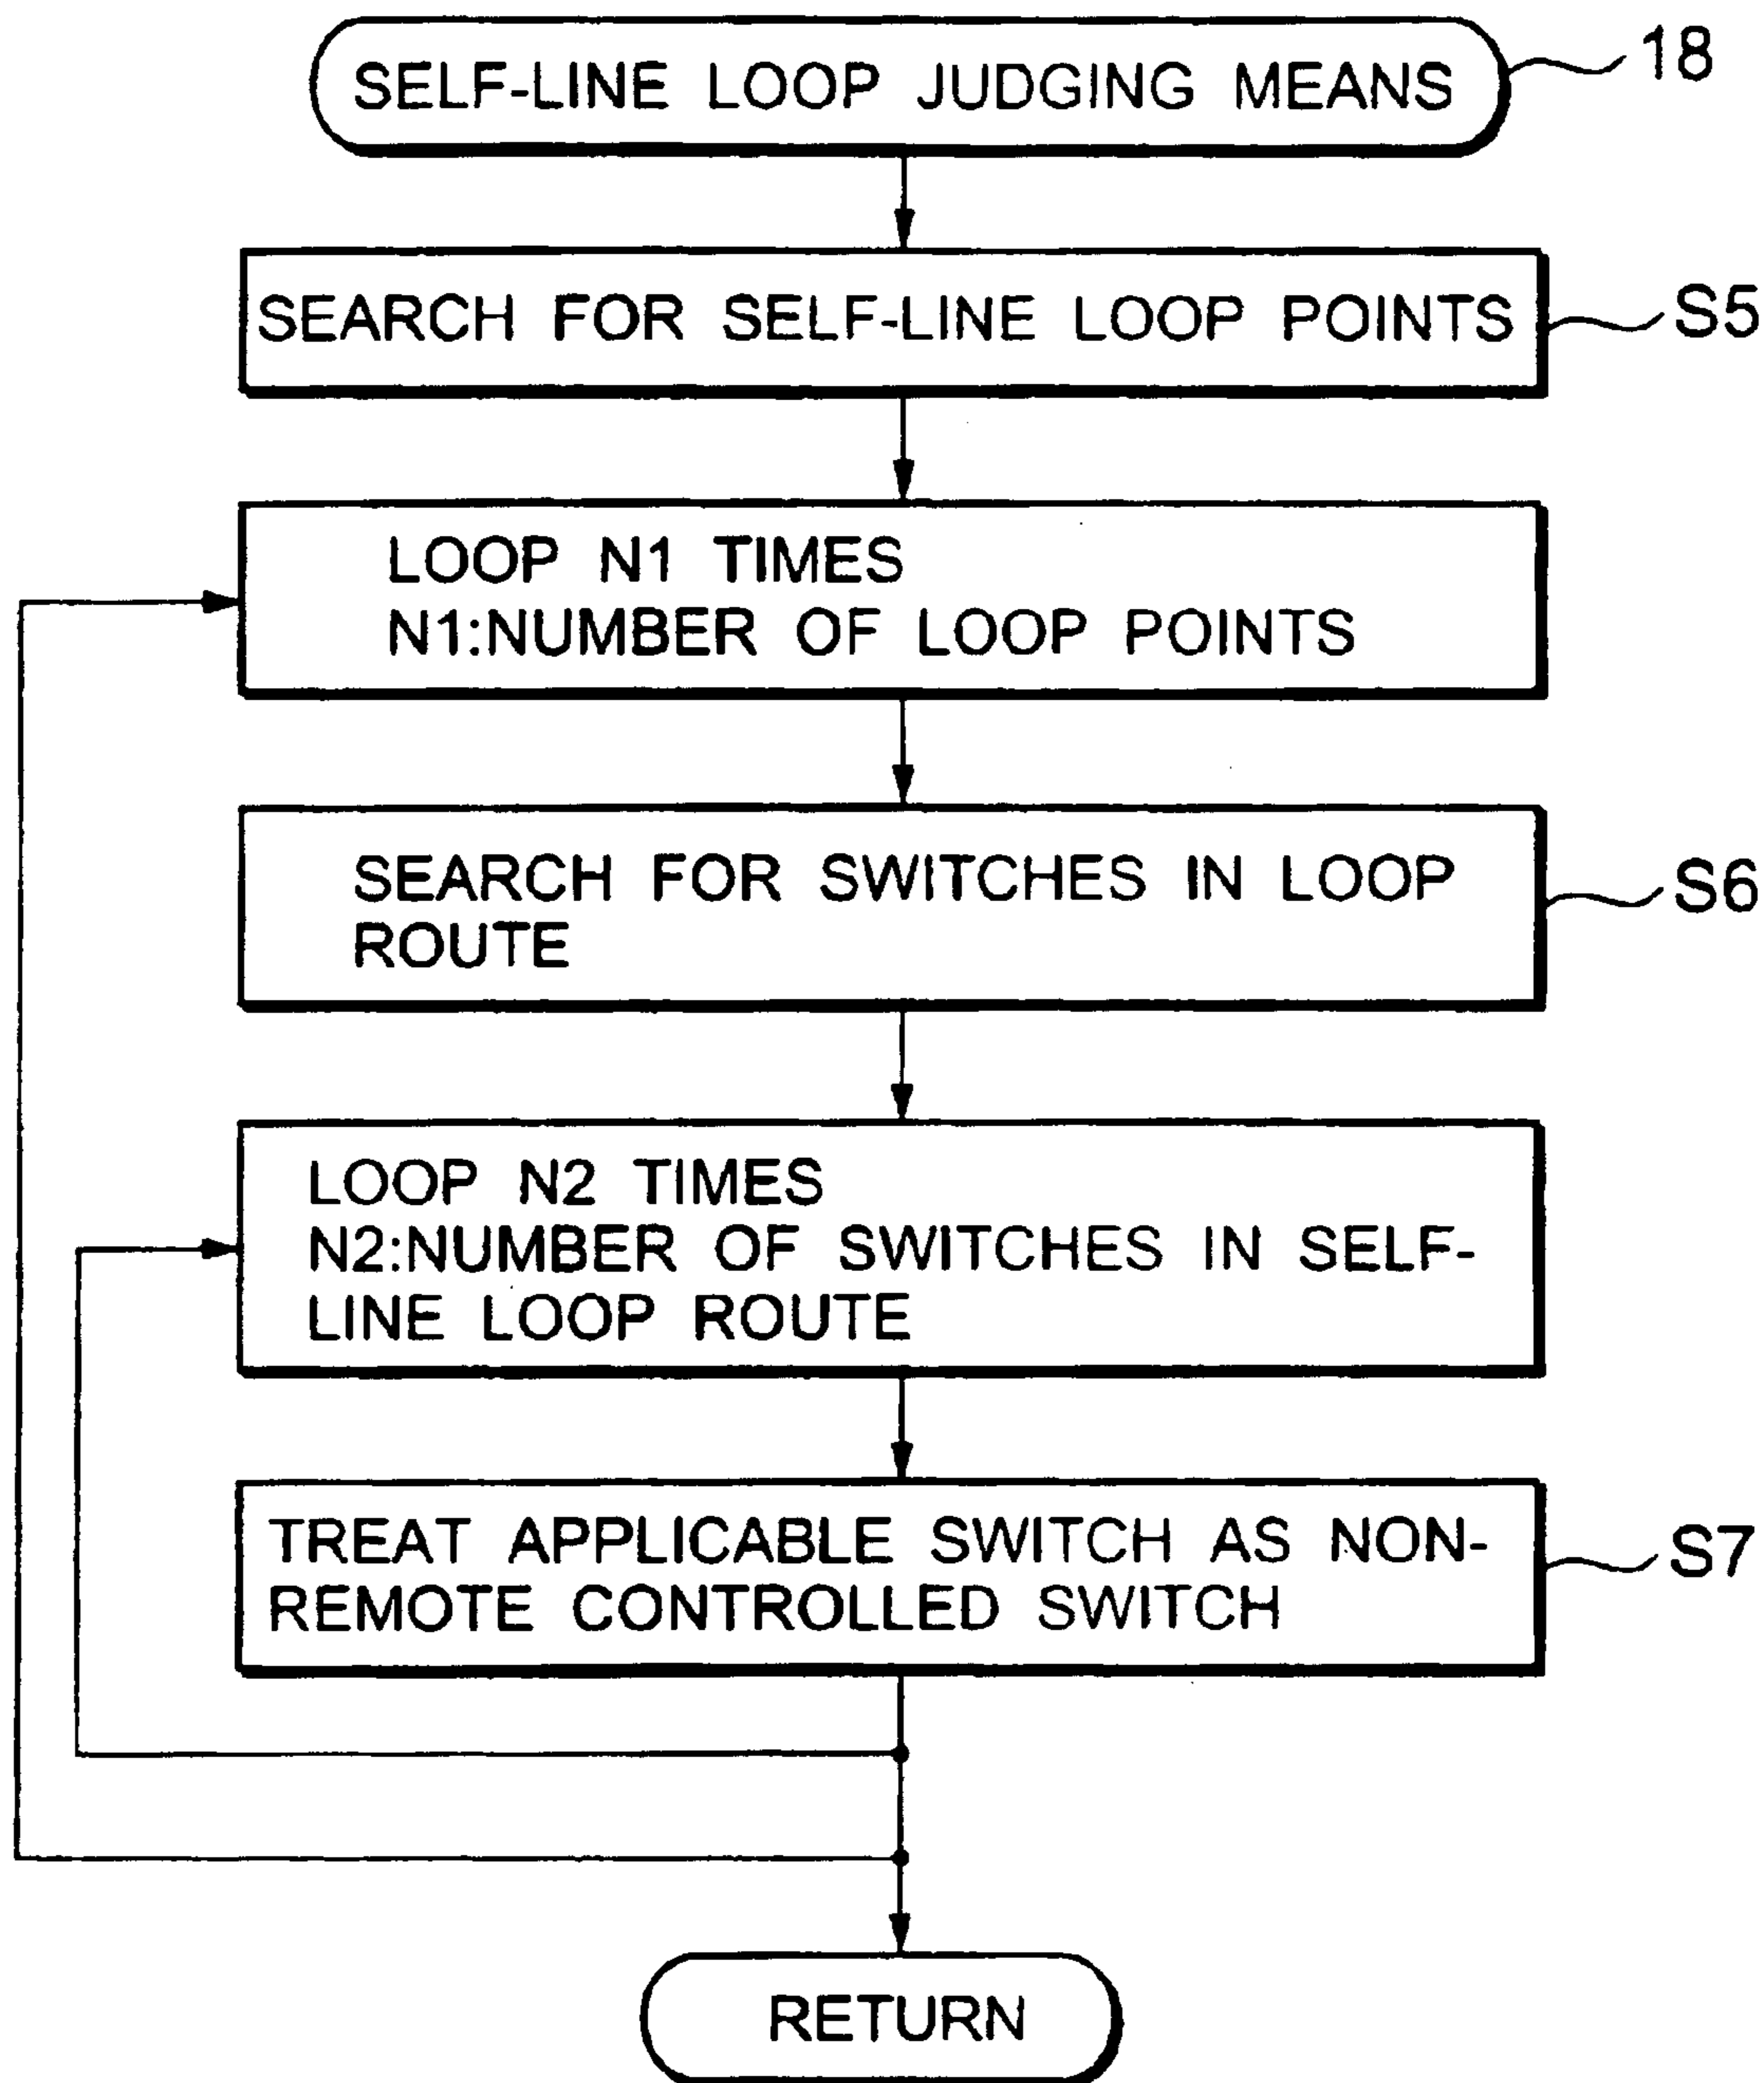 SELF-LINE LOOP JUDGING MEANS
18
SEARCH FOR SELF-LINE LOOP POINTS
S5
LOOP N1 TIMES
N1:NUMBER OF LOOP POINTS
SEARCH FOR SWITCHES IN LOOP
ROUTE
S6
LOOP N2 TIMES
N2:NUMBER OF SWITCHES IN SELF-
LINE LOOP ROUTE
TREAT APPLICABLE SWITCH AS NON-
REMOTE CONTROLLED SWITCH
S7
RETURN